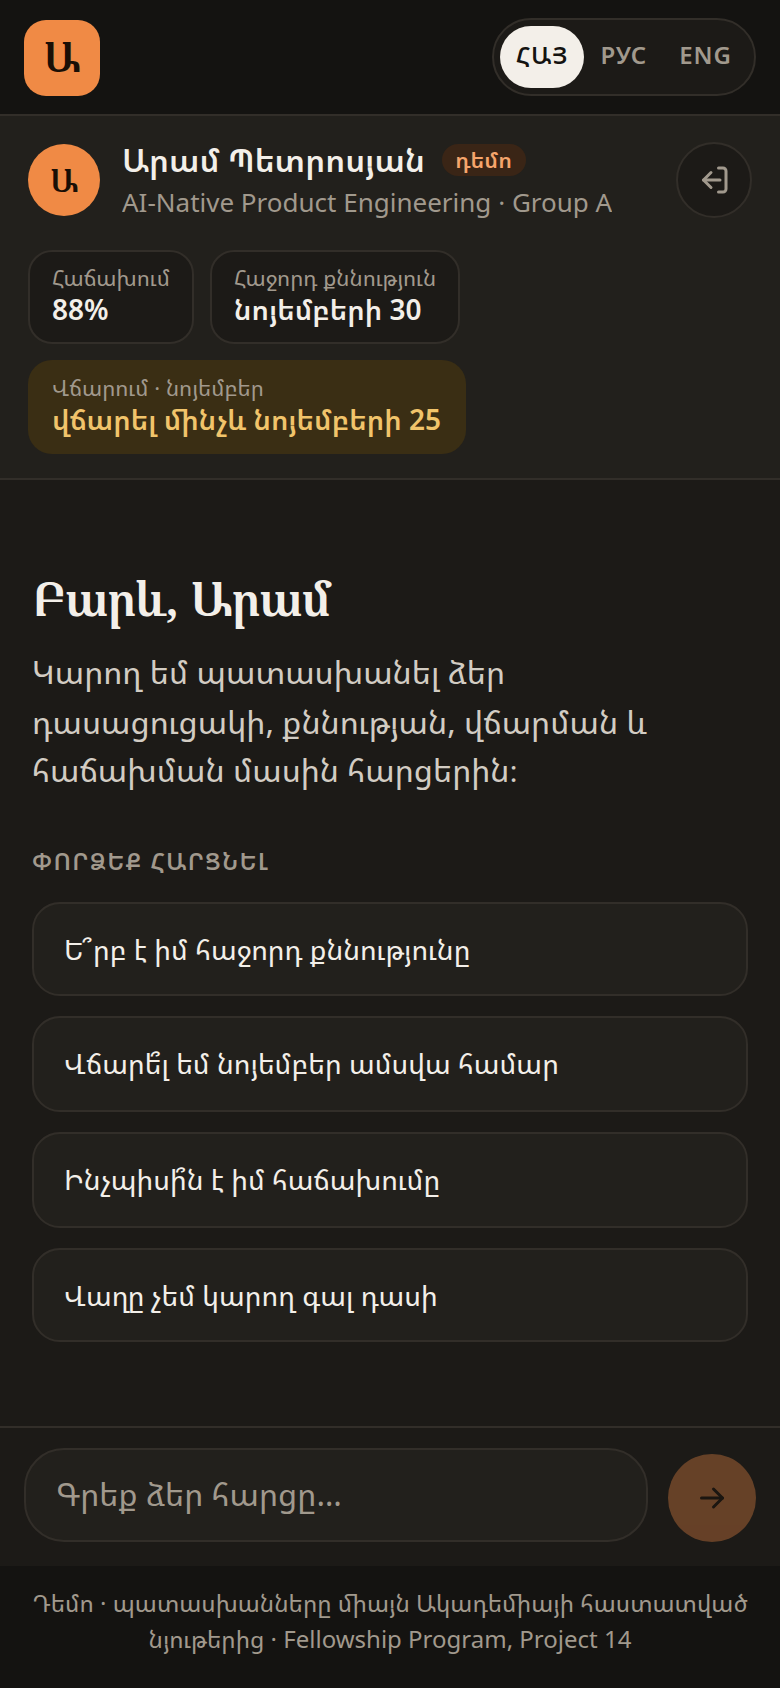 Ա
ՀԱՅ РУС ENG
Ա
Արամ Պետրոսյան դեմո
AI-Native Product Engineering · Group A
Հաճախում
88%
Հաջորդ քննություն
նոյեմբերի 30
Վճարում · նոյեմբեր
վճարել մինչև նոյեմբերի 25
Բարև, Արամ
Կարող եմ պատասխանել ձեր
դասացուցակի, քննության, վճարման և
հաճախման մասին հարցերին:
ՓՈՐՁԵՔ ՀԱՐՑՆԵԼ
Ե՞րբ է իմ հաջորդ քննությունը
Վճարե՞լ եմ նոյեմբեր ամսվա համար
Ինչպիսի՞ն է իմ հաճախումը
Վաղը չեմ կարող գալ դասի
Գրեք ձեր հարցը…
Դեմո · պատասխանները միայն Ակադեմիայի հաստատված
նյութերից · Fellowship Program, Project 14